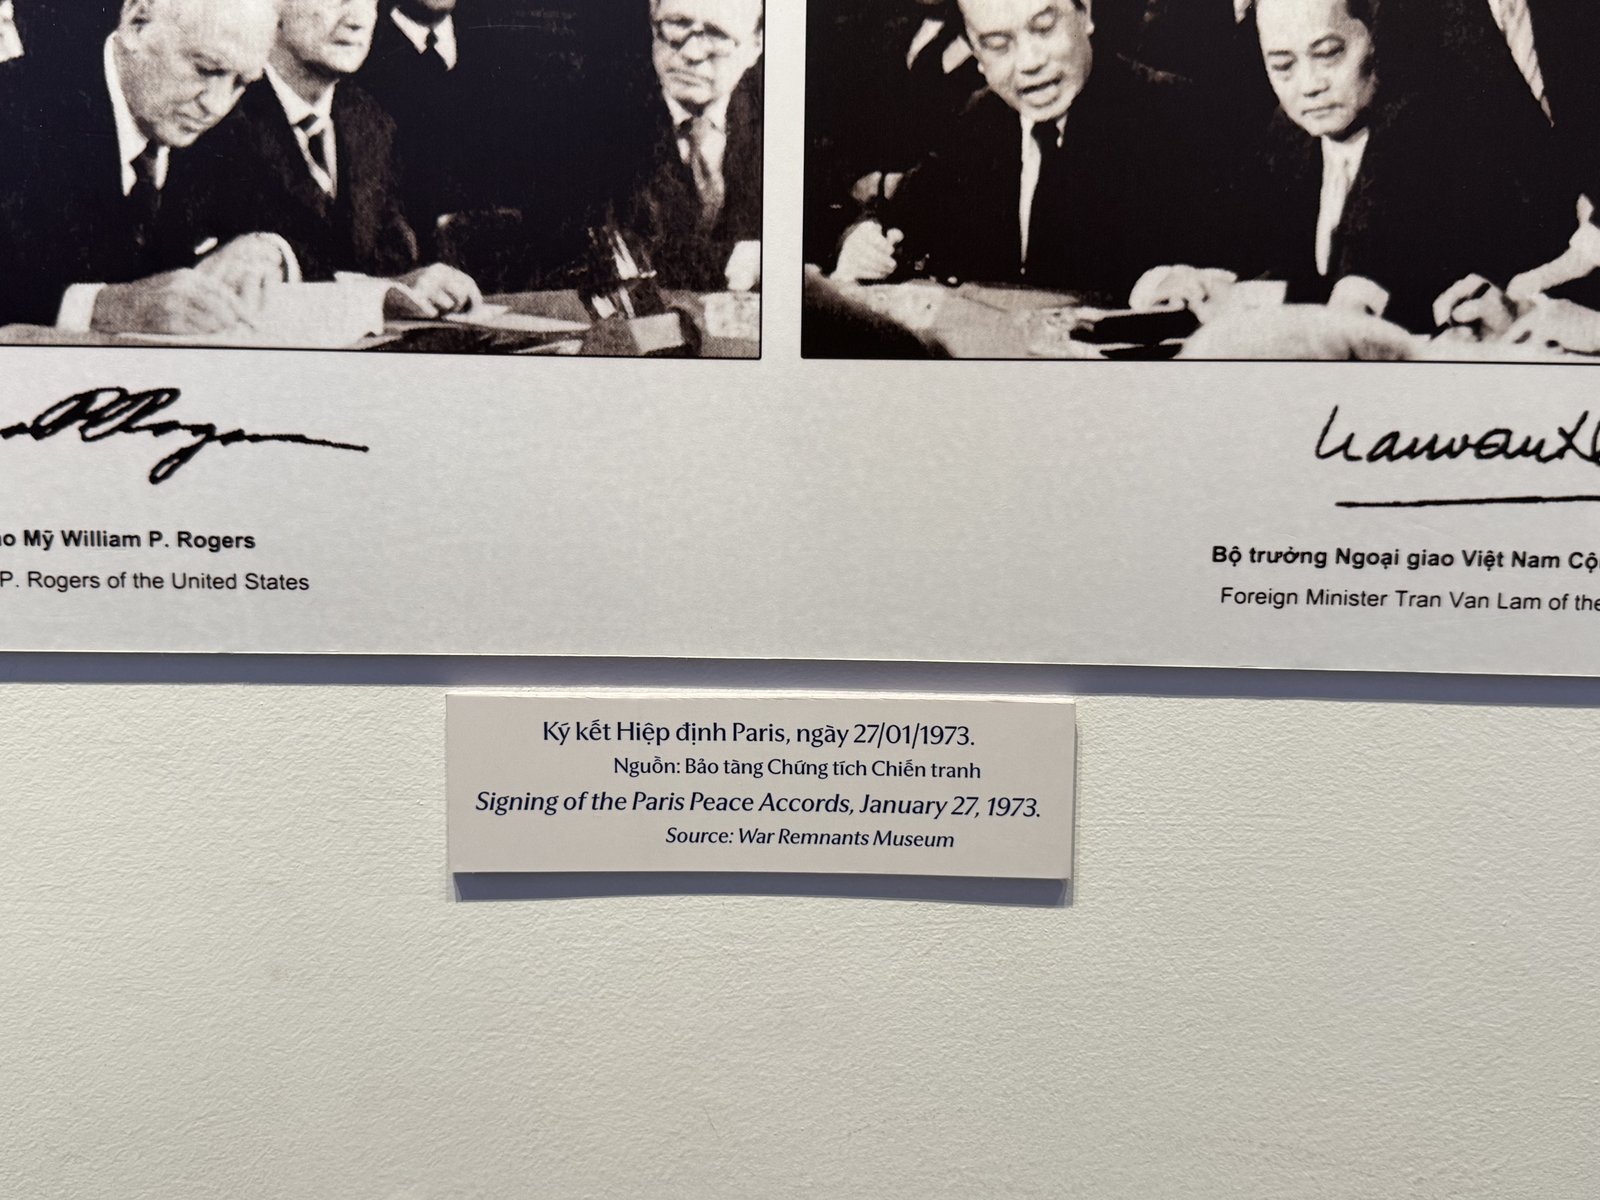 ao Mỹ William P. Rogers
P. Rogers of the United States
Bộ trưởng Ngoại giao Việt Nam
Foreign Minister Tran Van Lam of the
Ký kết Hiệp định Paris, ngày 27/01/1973.
Nguồn: Bảo tàng Chứng tích Chiến tranh
Signing of the Paris Peace Accords, January 27, 1973.
Source: War Remnants Museum